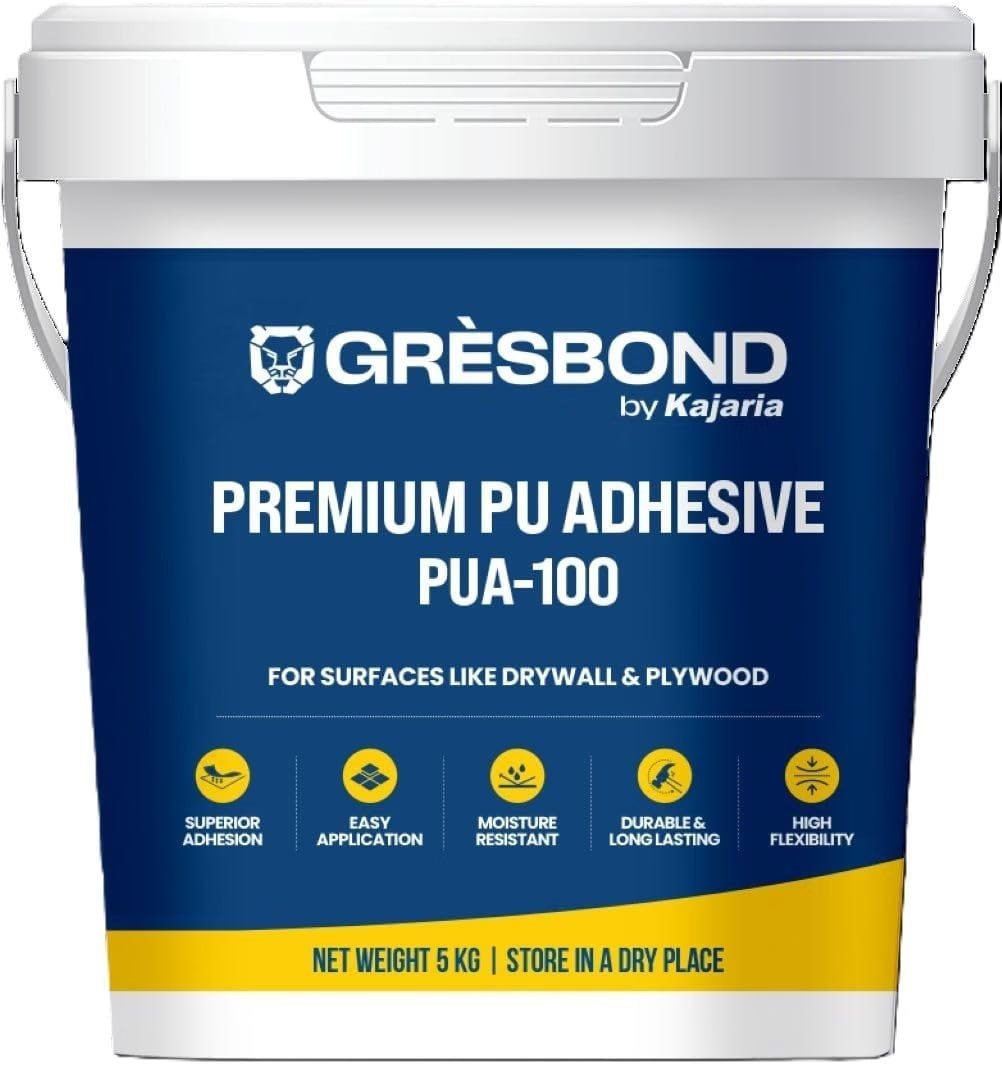 GRÈSBOND
by Kajaria
PREMIUM PU ADHESIVE
PUA-100
FOR SURFACES LIKE DRYWALL & PLYWOOD
SUPERIOR ADHESION
EASY APPLICATION
MOISTURE RESISTANT
DURABLE & LONG LASTING
HIGH FLEXIBILITY
NET WEIGHT 5 KG | STORE IN A DRY PLACE